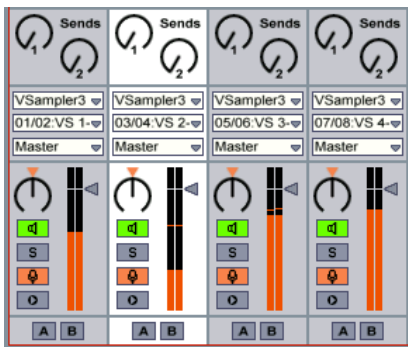 Sends Sends Sends Sends
1 1 1 1
2 2 2 2
VSampler3 VSampler3 VSampler3 VSampler3
01/02:VS 1- 03/04:VS 2- 05/06:VS 3- 07/08:VS 4-
Master Master Master Master
S S S S
A B A B A B A B